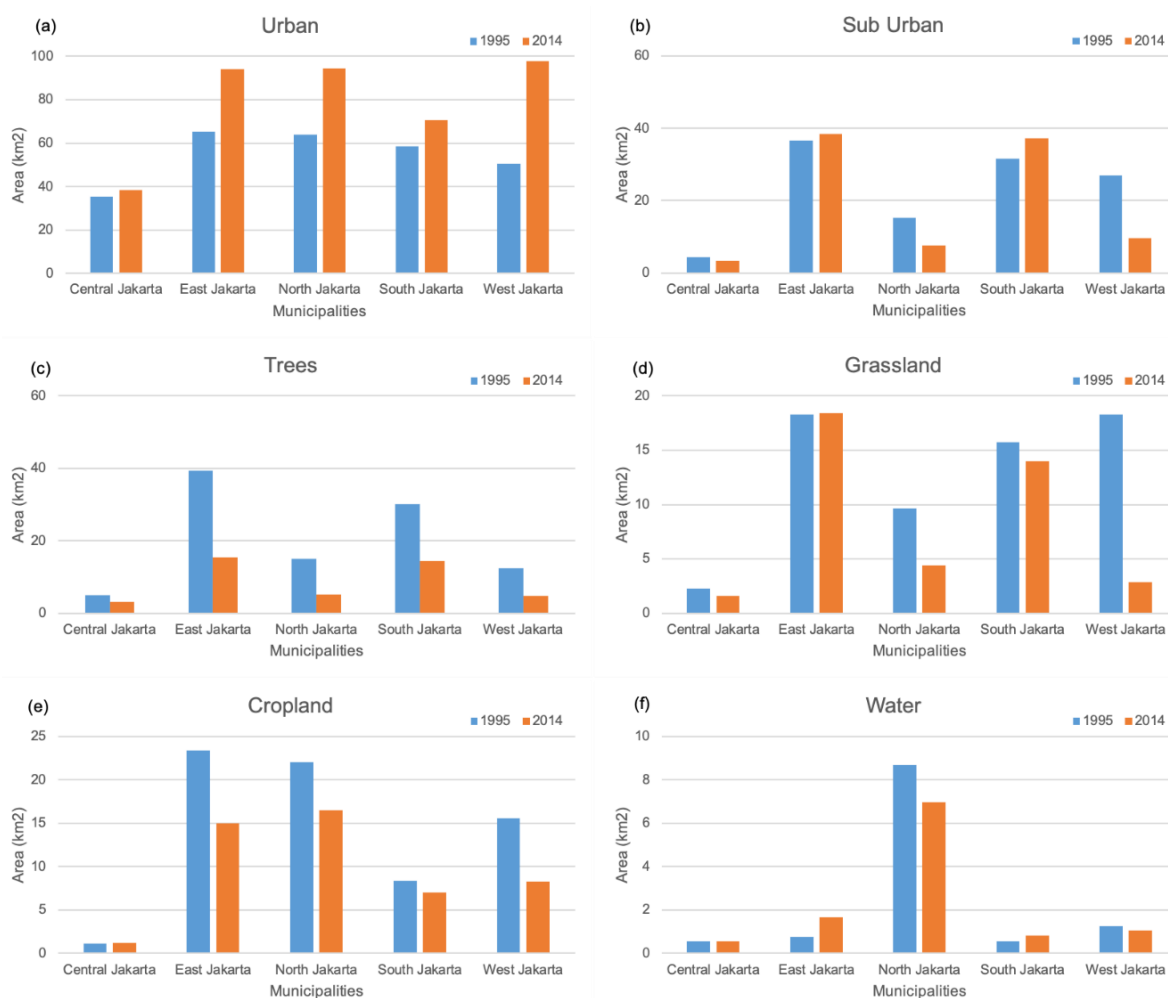 (a)
Urban
1995 2014
100
80
60
40
20
0
Area (km2)
Central Jakarta East Jakarta North Jakarta South Jakarta West Jakarta
Municipalities
(b)
Sub Urban
1995 2014
60
40
20
0
Area (km2)
Central Jakarta East Jakarta North Jakarta South Jakarta West Jakarta
Municipalities
(c)
Trees
1995 2014
60
40
20
0
Area (km2)
Central Jakarta East Jakarta North Jakarta South Jakarta West Jakarta
Municipalities
(d)
Grassland
1995 2014
20
15
10
5
0
Area (km2)
Central Jakarta East Jakarta North Jakarta South Jakarta West Jakarta
Municipalities
(e)
Cropland
1995 2014
25
20
15
10
5
0
Area (km2)
Central Jakarta East Jakarta North Jakarta South Jakarta West Jakarta
Municipalities
(f)
Water
1995 2014
10
8
6
4
2
0
Area (km2)
Central Jakarta East Jakarta North Jakarta South Jakarta West Jakarta
Municipalities